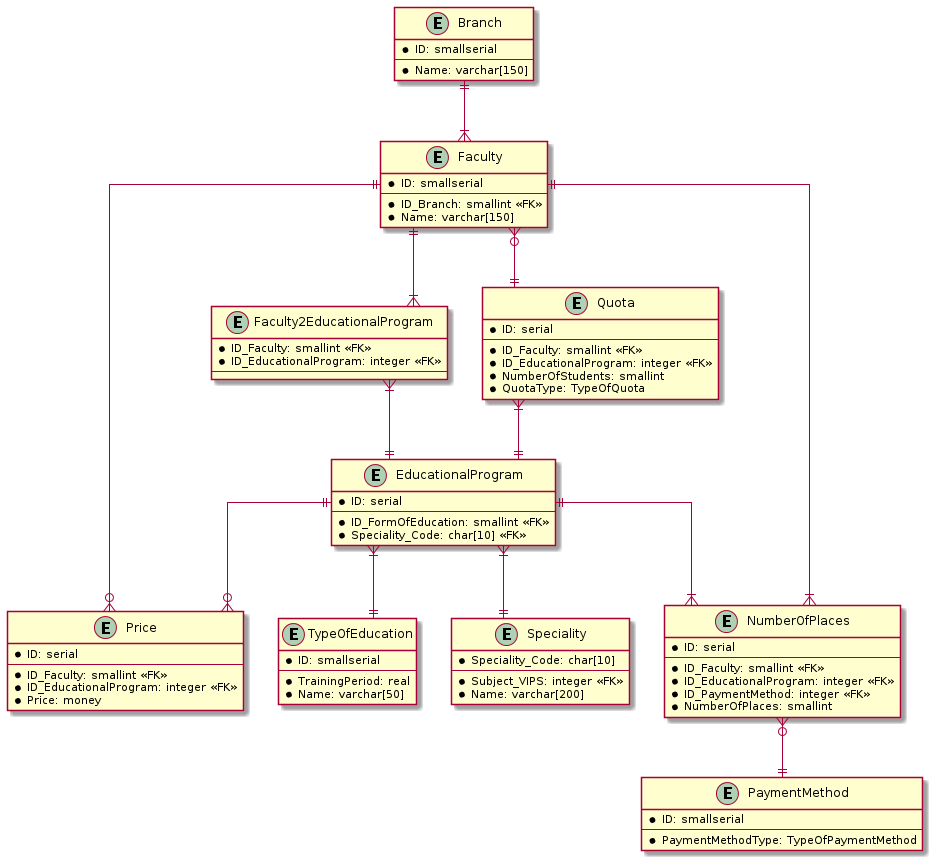 E Branch
ID: smallserial
Name: varchar[150]
E Faculty
ID: smallserial
ID_Branch: smallint «FK»
Name: varchar[150]
E Faculty2EducationalProgram
ID_Faculty: smallint «FK»
ID_EducationalProgram: integer «FK»
E Quota
ID: serial
ID_Faculty: smallint «FK»
ID_EducationalProgram: integer «FK»
NumberOfStudents: smallint
QuotaType: TypeOfQuota
E EducationalProgram
ID: serial
ID_FormOfEducation: smallint «FK»
Speciality_Code: char[10] «FK»
E Price
ID: serial
ID_Faculty: smallint «FK»
ID_EducationalProgram: integer «FK»
Price: money
E TypeOfEducation
ID: smallserial
TrainingPeriod: real
Name: varchar[50]
E Speciality
Speciality_Code: char[10]
Subject_VIPS: integer «FK»
Name: varchar[200]
E NumberOfPlaces
ID: serial
ID_Faculty: smallint «FK»
ID_EducationalProgram: integer «FK»
ID_PaymentMethod: integer «FK»
NumberOfPlaces: smallint
E PaymentMethod
ID: smallserial
PaymentMethodType: TypeOfPaymentMethod